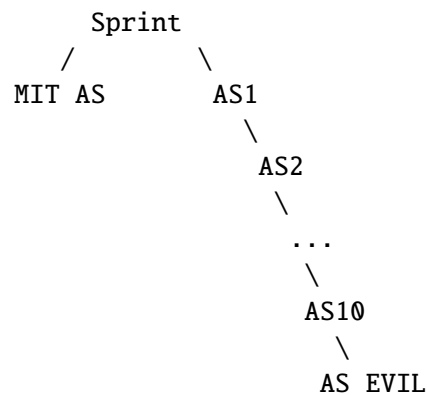 Sprint
/ \
MIT AS AS1
\
AS2
\
...
\
AS10
\
AS EVIL